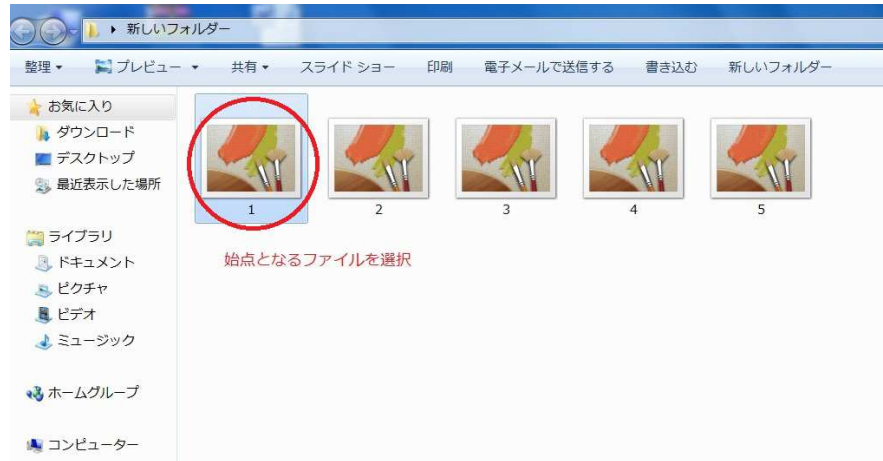 新しいフォルダー
整理 プレビュー 共有 スライド ショー 印刷 電子メールで送信する 書き込む 新しいフォルダー
お気に入り
ダウンロード
デスクトップ
最近表示した場所
ライブラリ
ドキュメント
ピクチャ
ビデオ
ミュージック
ホームグループ
コンピューター
1 2 3 4 5
始点となるファイルを選択